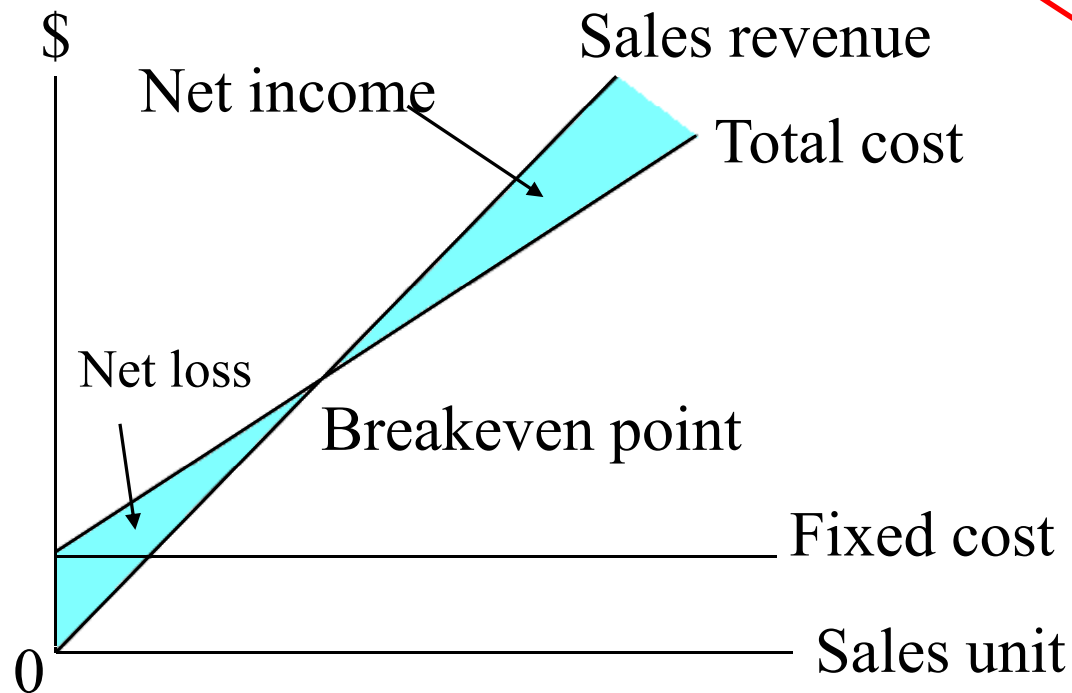 $
Sales revenue
Net income
Total cost
Net loss
Breakeven point
Fixed cost
Sales unit
0